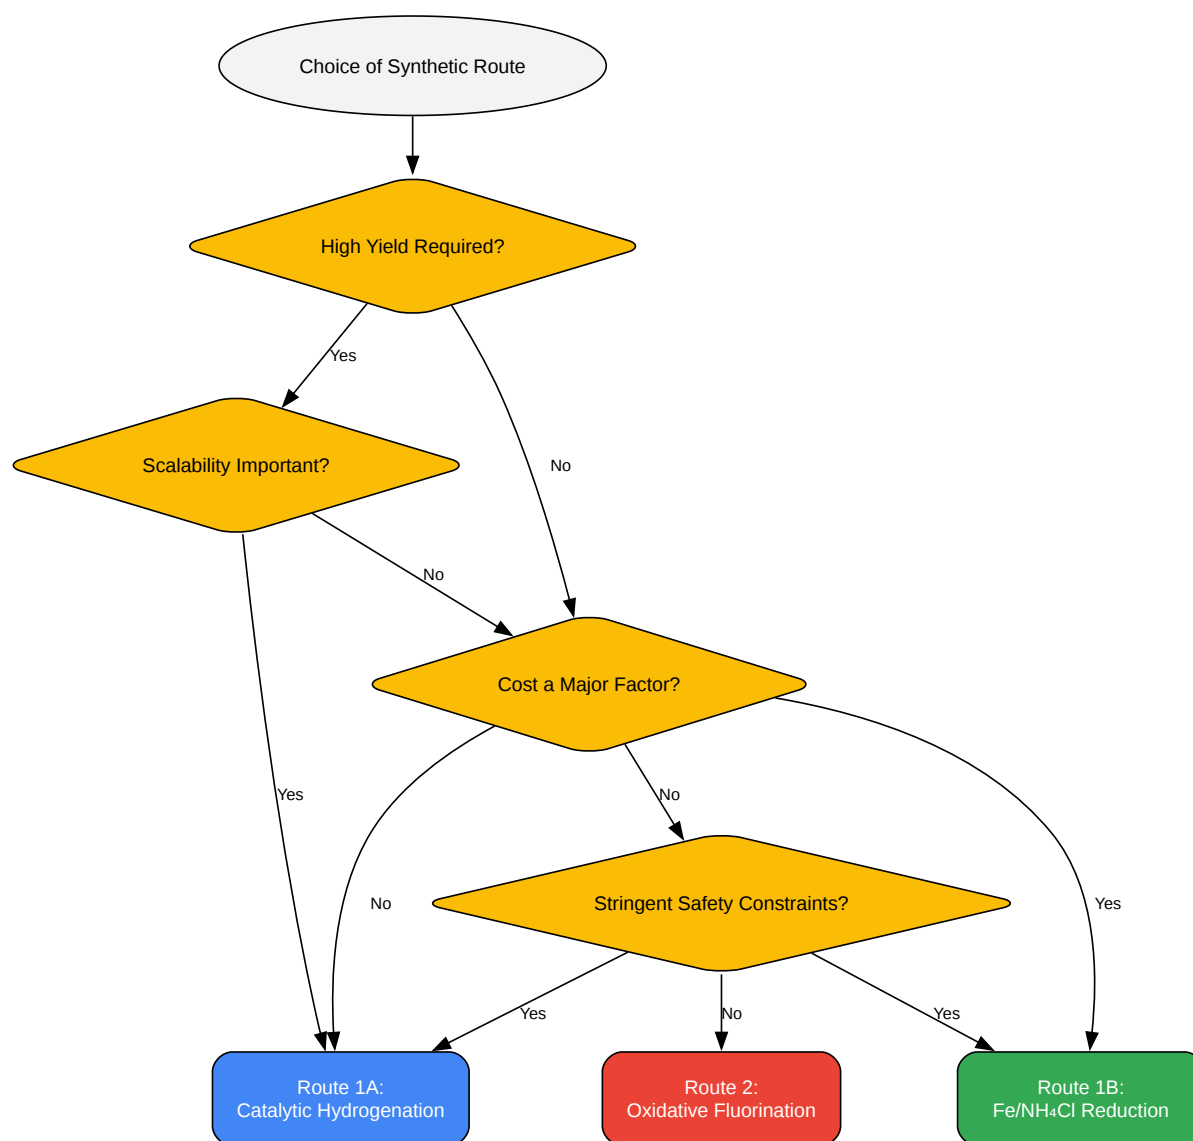 Choice of Synthetic Route
High Yield Required?
Yes
Scalability Important?
No
No
Cost a Major Factor?
Yes
No
No
Stringent Safety Constraints?
Yes
Yes
No
Yes
Route 1A:
Catalytic Hydrogenation
Route 2:
Oxidative Fluorination
Route 1B:
Fe/NH₄Cl Reduction